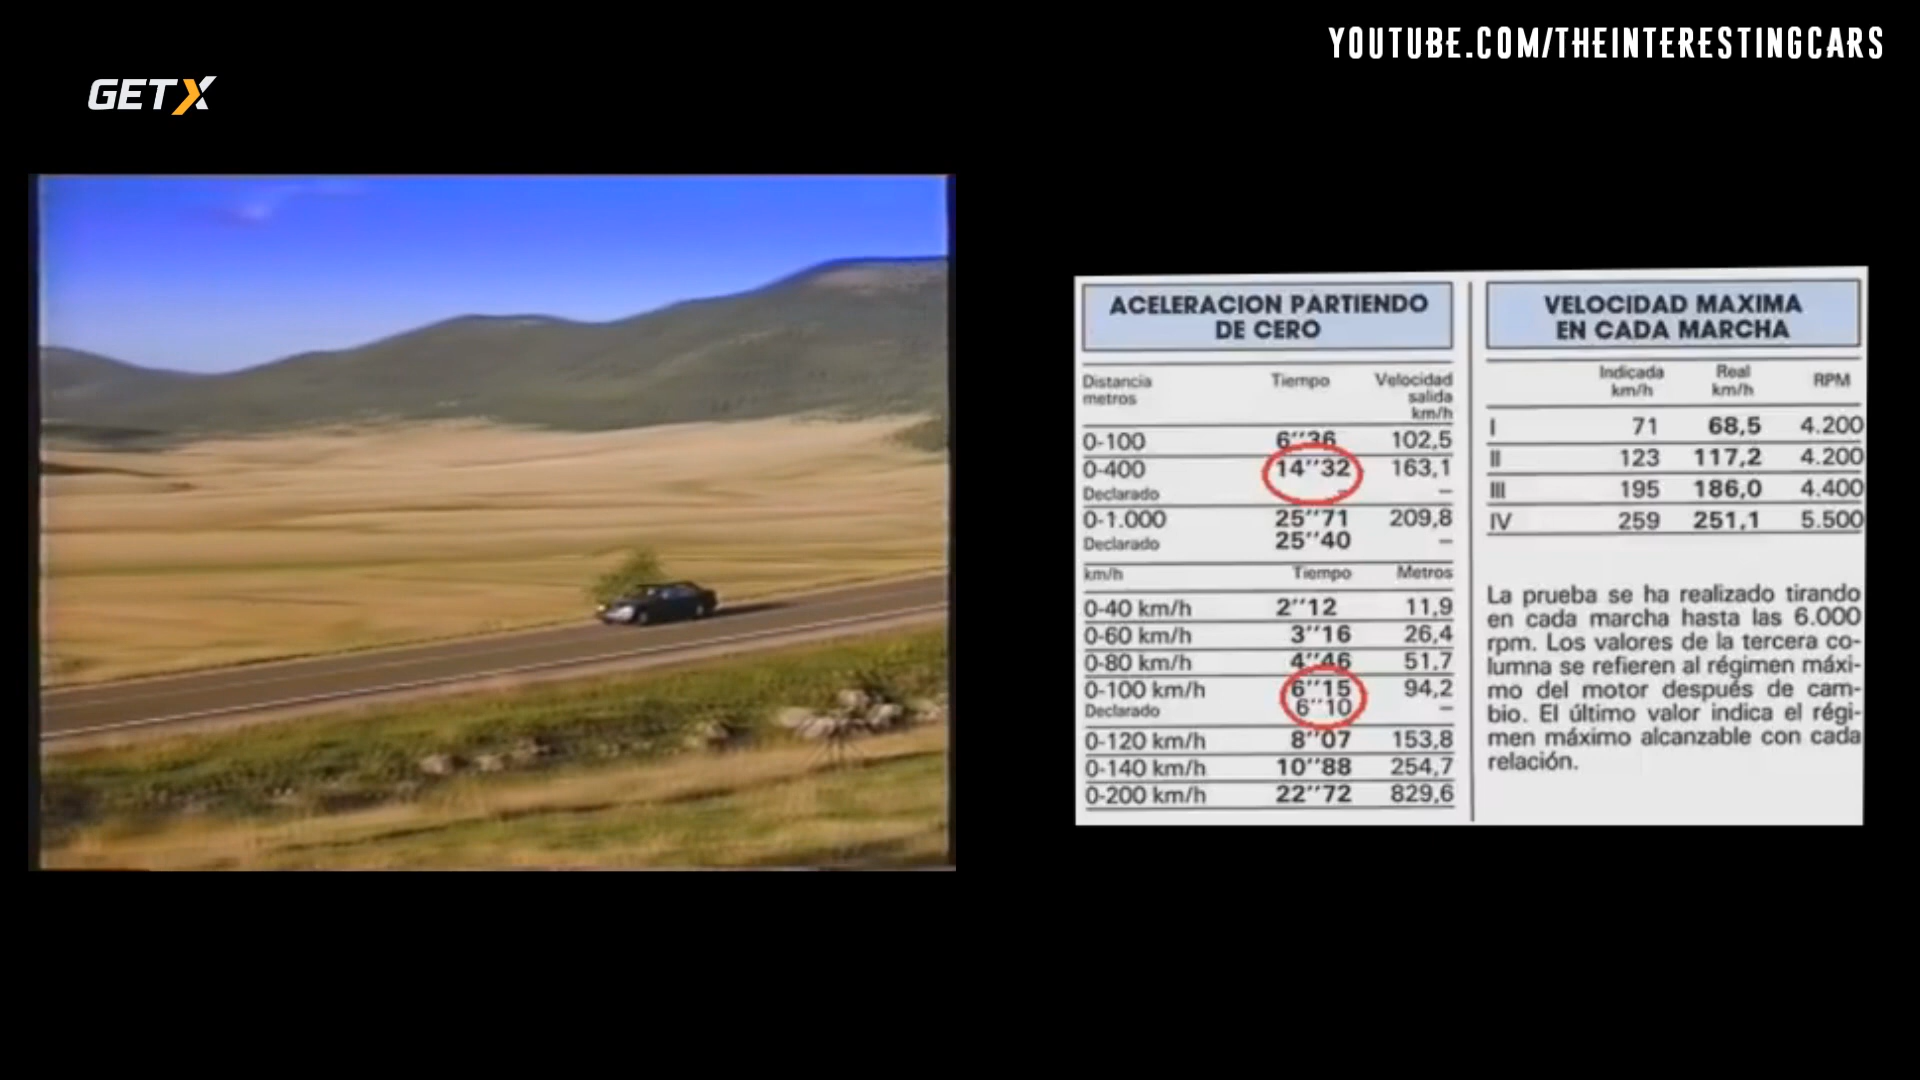 YOUTUBE.COM/THEINTERESTINGCARS
GETX
ACELERACION PARTIENDO
DE CERO
Distancia metros Tiempo Velocidad salida km/h
0-100 6''36 102,5
0-400 14''32 163,1
Declarado – –
0-1.000 25''71 209,8
Declarado 25''40 –
km/h Tiempo Metros
0-40 km/h 2''12 11,9
0-60 km/h 3''16 26,4
0-80 km/h 4''46 51,7
0-100 km/h 6''15 94,2
Declarado 6''10 –
0-120 km/h 8''07 153,8
0-140 km/h 10''88 254,7
0-200 km/h 22''72 829,6
VELOCIDAD MAXIMA
EN CADA MARCHA
Indicada km/h Real km/h RPM
I 71 68,5 4.200
II 123 117,2 4.200
III 195 186,0 4.400
IV 259 251,1 5.500
La prueba se ha realizado tirando
en cada marcha hasta las 6.000
rpm. Los valores de la tercera co-
lumna se refieren al régimen máxi-
mo del motor después de cam-
bio. El último valor indica el régi-
men máximo alcanzable con cada
relación.